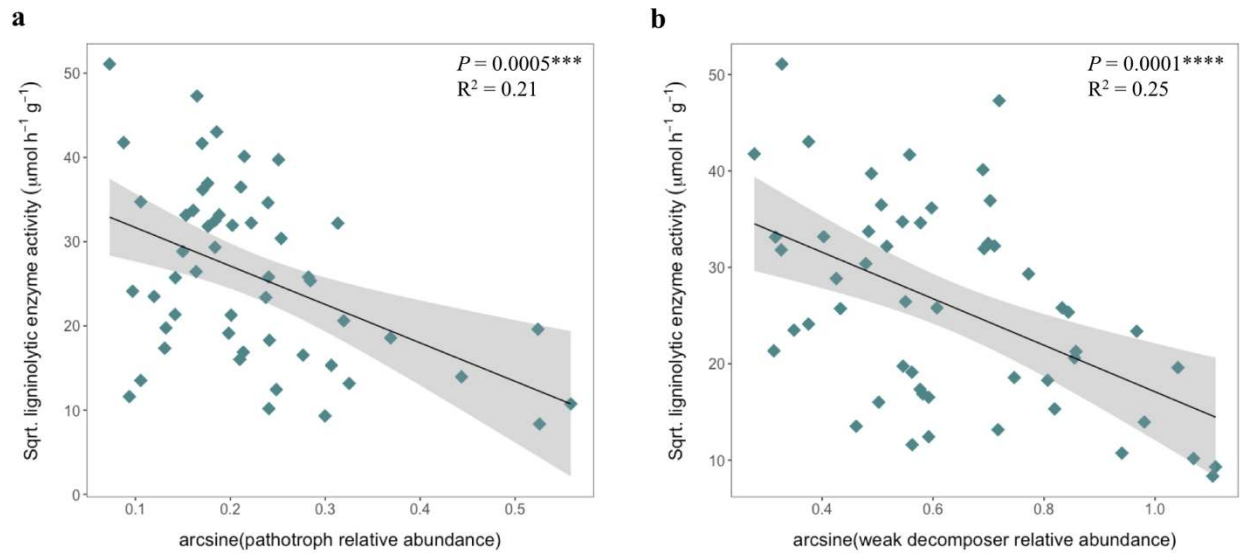 a
P = 0.0005***
R² = 0.21
50
40
30
20
10
0
Sqrt. ligninolytic enzyme activity (μmol h⁻¹ g⁻¹)
0.1 0.2 0.3 0.4 0.5
arcsine(pathotroph relative abundance)
b
P = 0.0001****
R² = 0.25
50
40
30
20
10
Sqrt. ligninolytic enzyme activity (μmol h⁻¹ g⁻¹)
0.4 0.6 0.8 1.0
arcsine(weak decomposer relative abundance)